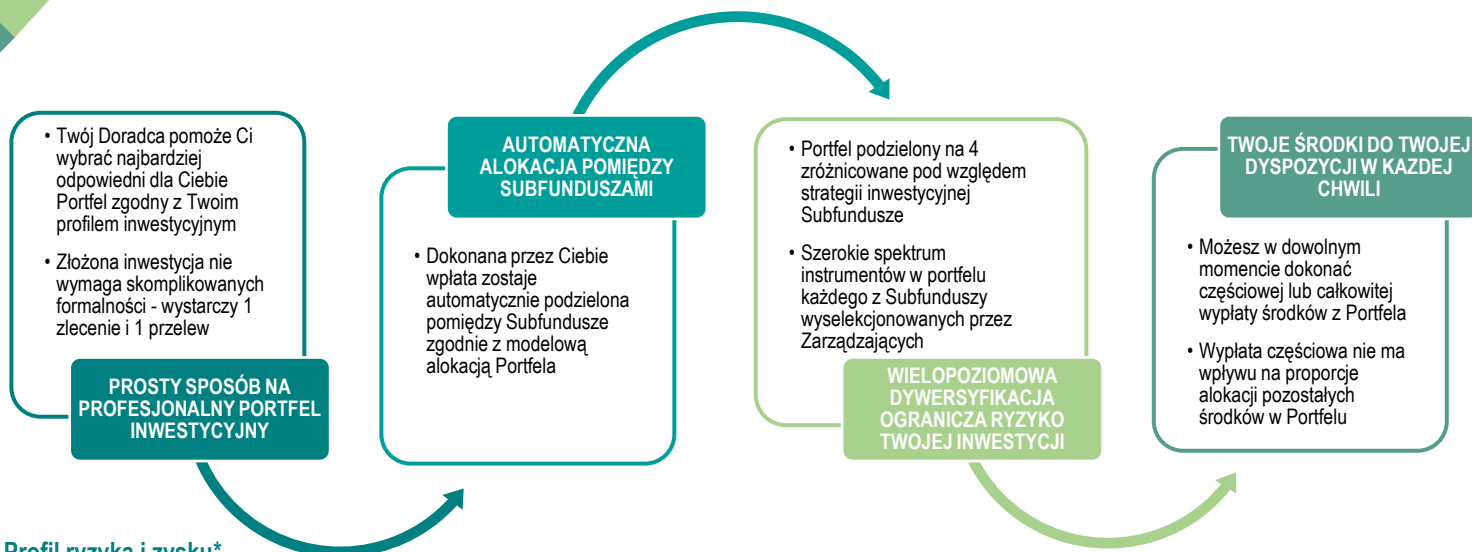 • Twój Doradca pomoże Ci
wybrać najbardziej
odpowiedni dla Ciebie
Portfel zgodny z Twoim
profilem inwestycyjnym
• Złożona inwestycja nie
wymaga skomplikowanych
formalności - wystarczy 1
zlecenie i 1 przelew
PROSTY SPOSÓB NA
PROFESJONALNY PORTFEL
INWESTYCYJNY
AUTOMATYCZNA
ALOKACJA POMIĘDZY
SUBFUNDUSZAMI
• Dokonana przez Ciebie
wpłata zostaje
automatycznie podzielona
pomiędzy Subfundusze
zgodnie z modelową
alokacją Portfela
• Portfel podzielony na 4
zróżnicowane pod względem
strategii inwestycyjnej
Subfundusze
• Szerokie spektrum
instrumentów w portfelu
każdego z Subfunduszy
wyselekcjonowanych przez
Zarządzających
WIELOPOZIOMOWA
DYWERSYFIKACJA
OGRANICZA RYZYKO
TWOJEJ INWESTYCJI
TWOJE ŚRODKI DO TWOJEJ
DYSPOZYCJI W KAZDEJ
CHWILI
• Możesz w dowolnym
momencie dokonać
częściowej lub całkowitej
wypłaty środków z Portfela
• Wypłata częściowa nie ma
wpływu na proporcje
alokacji pozostałych
środków w Portfelu
Profil ryzyka i zysku*